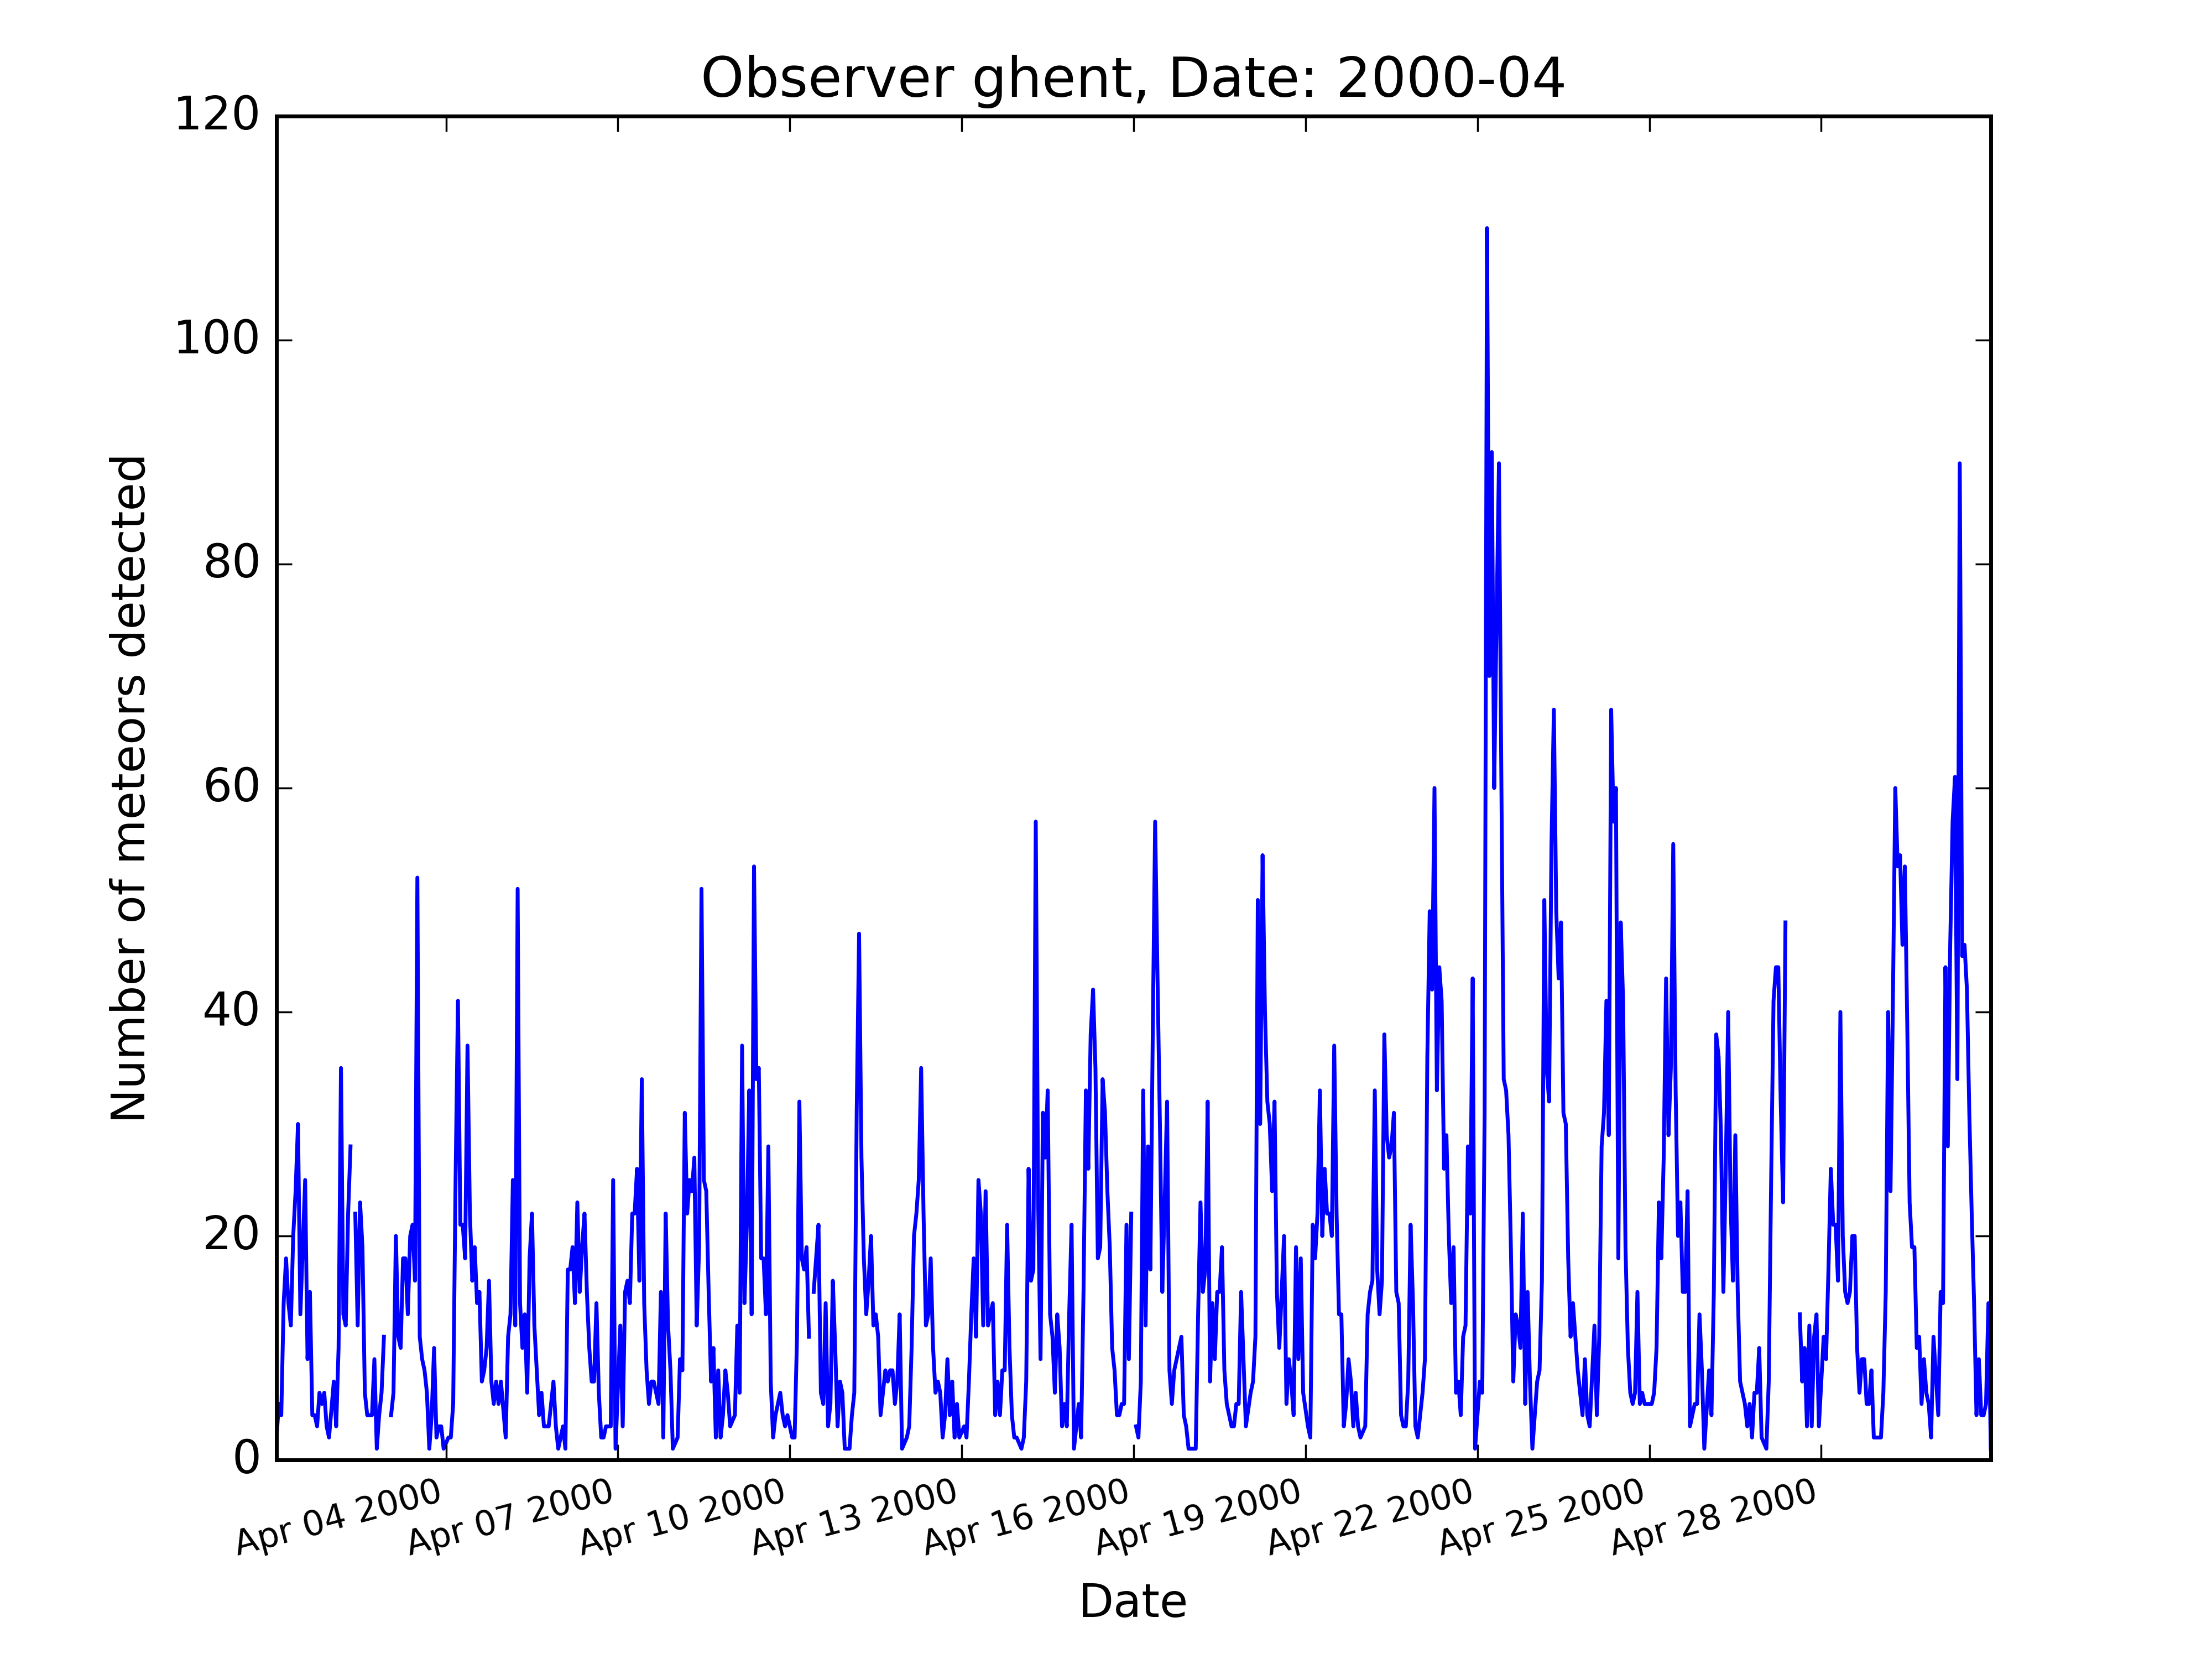 Observer ghent, Date: 2000-04
120
100
80
60
40
20
0
Number of meteors detected
Apr 04 2000
Apr 07 2000
Apr 10 2000
Apr 13 2000
Apr 16 2000
Apr 19 2000
Apr 22 2000
Apr 25 2000
Apr 28 2000
Date